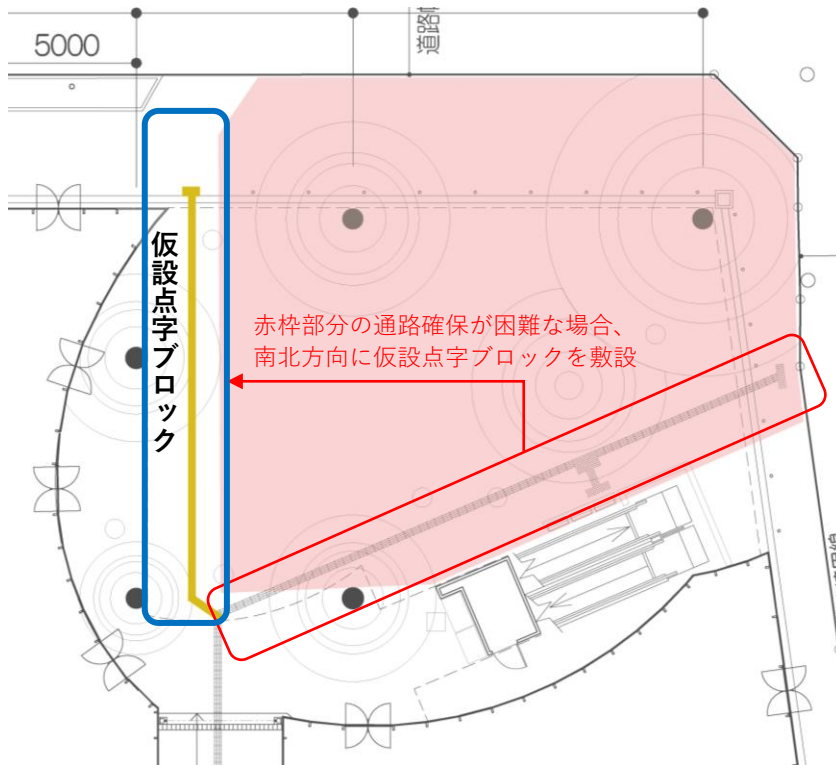 5000
道路
仮設点字ブロック
赤枠部分の通路確保が困難な場合、
南北方向に仮設点字ブロックを敷設